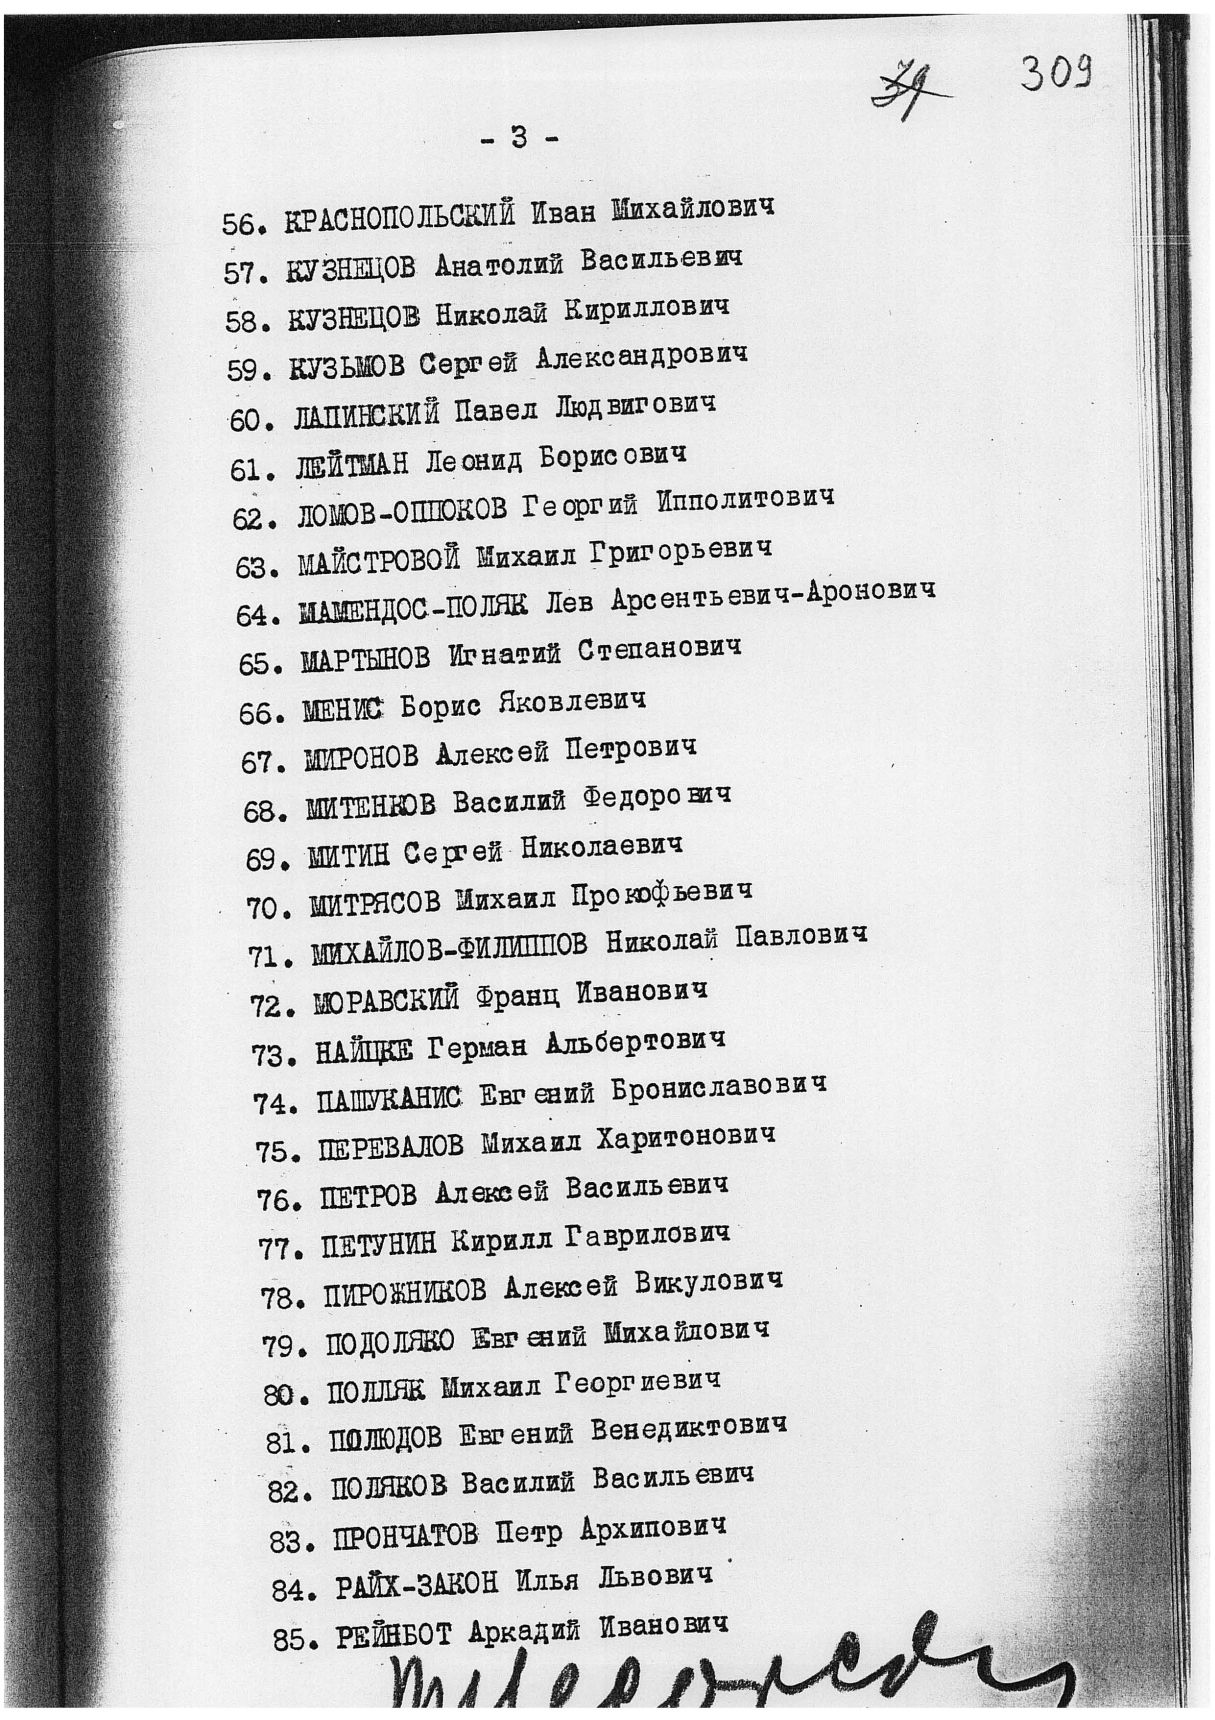 309
- 3 -
56. КРАСНОПОЛЬСКИЙ Иван Михайлович
57. КУЗНЕЦОВ Анатолий Васильевич
58. КУЗНЕЦОВ Николай Кириллович
59. КУЗЬМОВ Сергей Александрович
60. ЛАПИНСКИЙ Павел Людвигович
61. ЛЕЙТМАН Леонид Борисович
62. ЛОМОВ-ОППОКОВ Георгий Ипполитович
63. МАЙСТРОВОЙ Михаил Григорьевич
64. МАМЕНДОС-ПОЛЯК Лев Арсентьевич-Аронович
65. МАРТЫНОВ Игнатий Степанович
66. МЕНИС Борис Яковлевич
67. МИРОНОВ Алексей Петрович
68. МИТЕНКОВ Василий Федорович
69. МИТИН Сергей Николаевич
70. МИТРЯСОВ Михаил Прокофьевич
71. МИХАЙЛОВ-ФИЛИППОВ Николай Павлович
72. МОРАВСКИЙ Франц Иванович
73. НАЙЦКЕ Герман Альбертович
74. ПАШУКАНИС Евгений Брониславович
75. ПЕРЕВАЛОВ Михаил Харитонович
76. ПЕТРОВ Алексей Васильевич
77. ПЕТУНИН Кирилл Гаврилович
78. ПИРОЖНИКОВ Алексей Викулович
79. ПОДОЛЯКО Евгений Михайлович
80. ПОЛЛЯК Михаил Георгиевич
81. ПОЛЮДОВ Евгений Венедиктович
82. ПОЛЯКОВ Василий Васильевич
83. ПРОНЧАТОВ Петр Архипович
84. РАЙХ-ЗАКОН Илья Львович
85. РЕЙНБОТ Аркадий Иванович